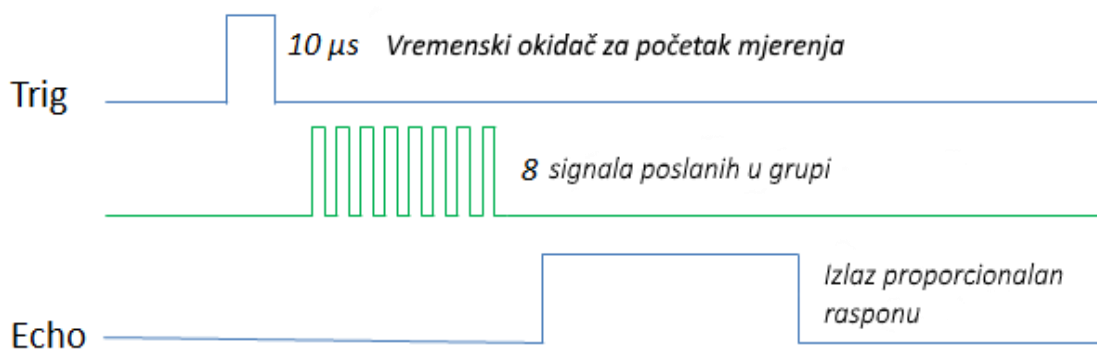 10 μs Vremenski okidač za početak mjerenja
Trig
8 signala poslanih u grupi
Izlaz proporcionalan
rasponu
Echo